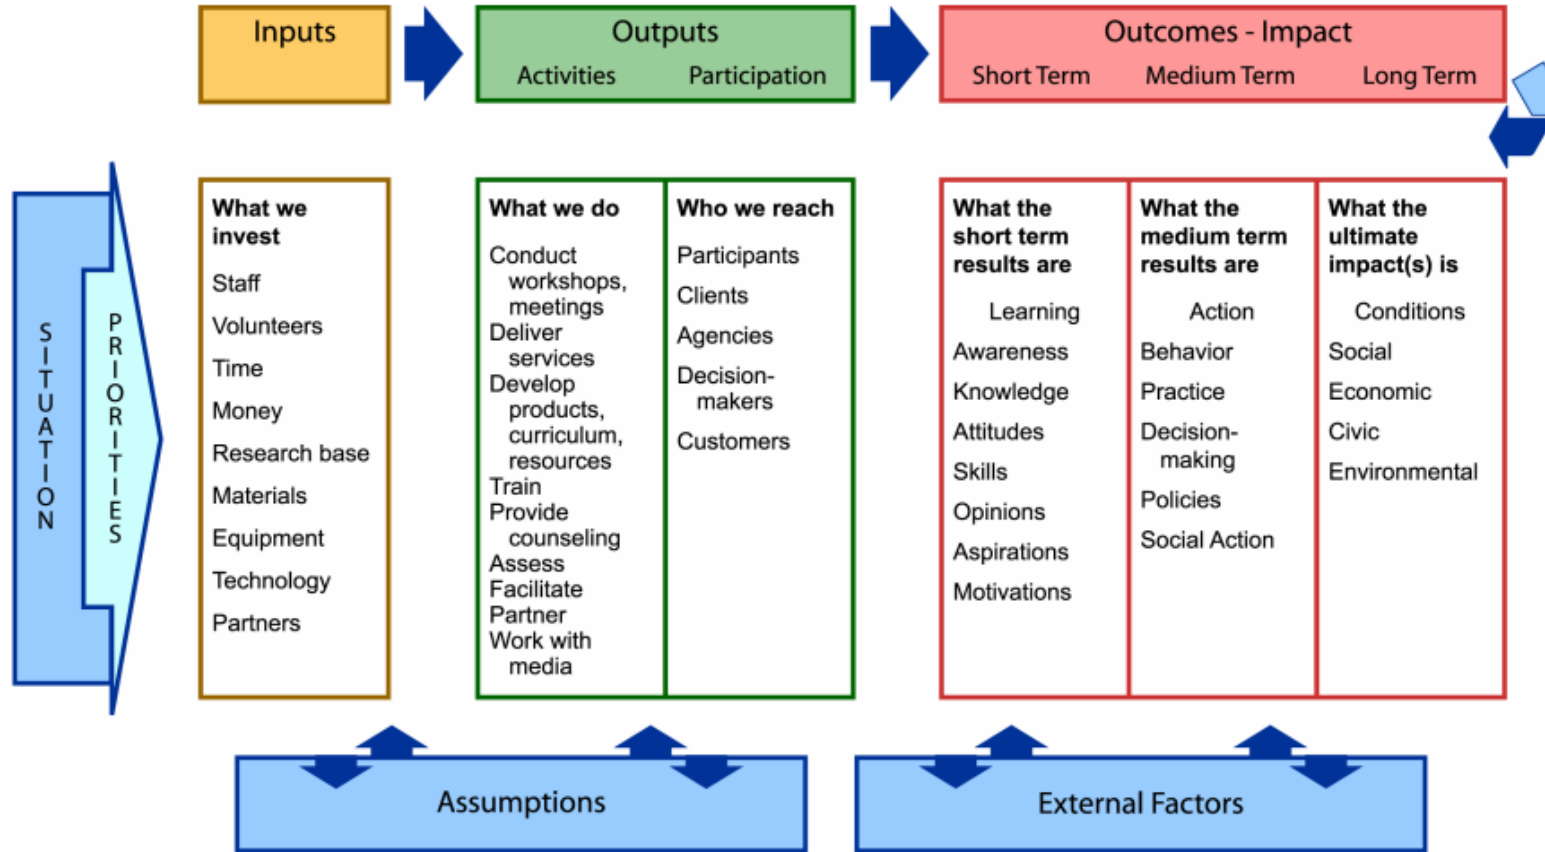 Inputs
Outputs
Activities
Participation
Outcomes - Impact
Short Term
Medium Term
Long Term
SITUATION
PRIORITIES
What we
invest
Staff
Volunteers
Time
Money
Research base
Materials
Equipment
Technology
Partners
What we do
Conduct
workshops,
meetings
Deliver
services
Develop
products,
curriculum,
resources
Train
Provide
counseling
Assess
Facilitate
Partner
Work with
media
Who we reach
Participants
Clients
Agencies
Decision-
makers
Customers
What the
short term
results are
Learning
Awareness
Knowledge
Attitudes
Skills
Opinions
Aspirations
Motivations
What the
medium term
results are
Action
Behavior
Practice
Decision-
making
Policies
Social Action
What the
ultimate
impact(s) is
Conditions
Social
Economic
Civic
Environmental
Assumptions
External Factors